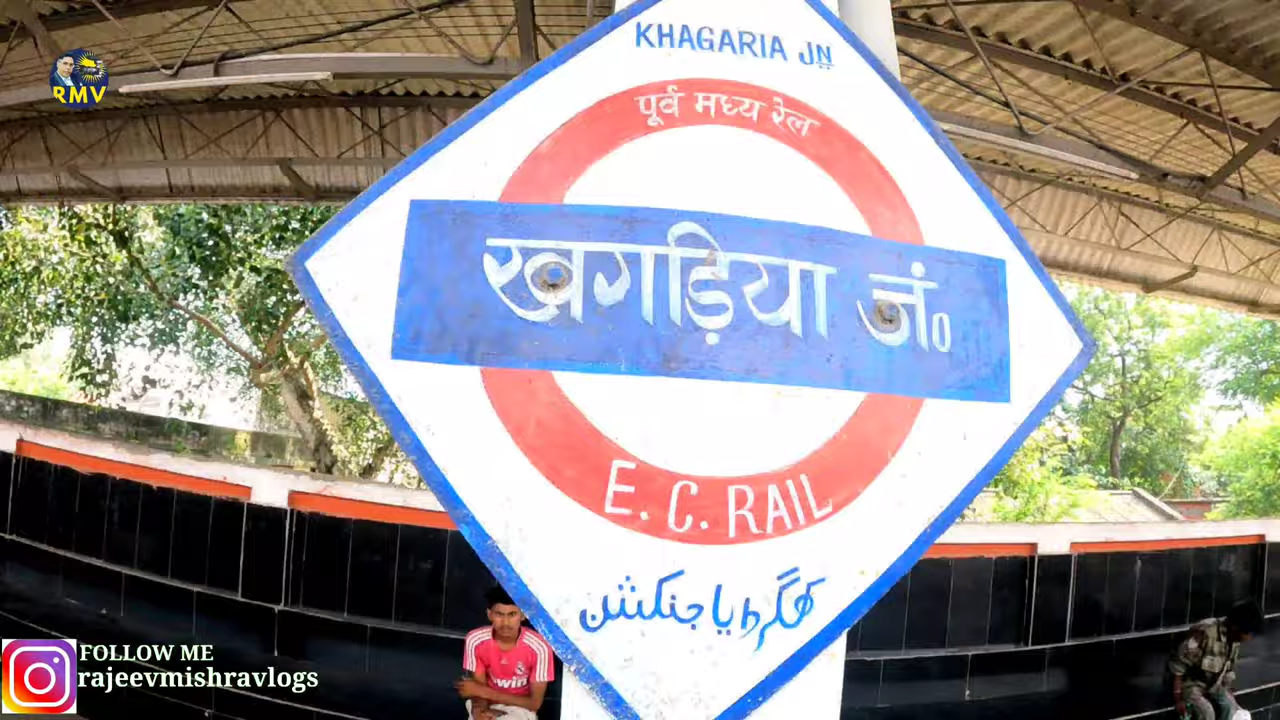 RMV
KHAGARIA JN
पूर्व मध्य रेल
खगड़िया जं०
E. C. RAIL
کھگڑیا جنکشن
FOLLOW ME
rajeevmishravlogs